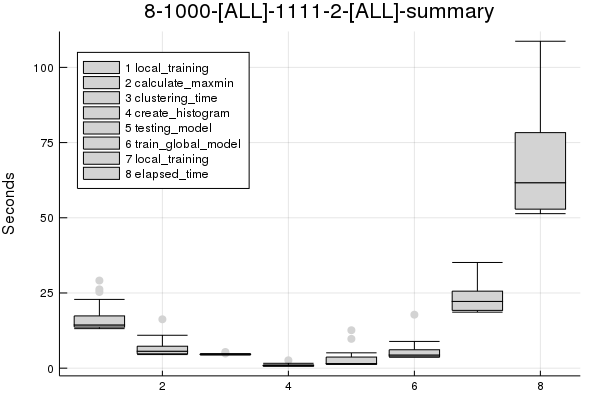 8-1000-[ALL]-1111-2-[ALL]-summary
100
75
50
25
0
Seconds
1 local_training
2 calculate_maxmin
3 clustering_time
4 create_histogram
5 testing_model
6 train_global_model
7 local_training
8 elapsed_time
2
4
6
8